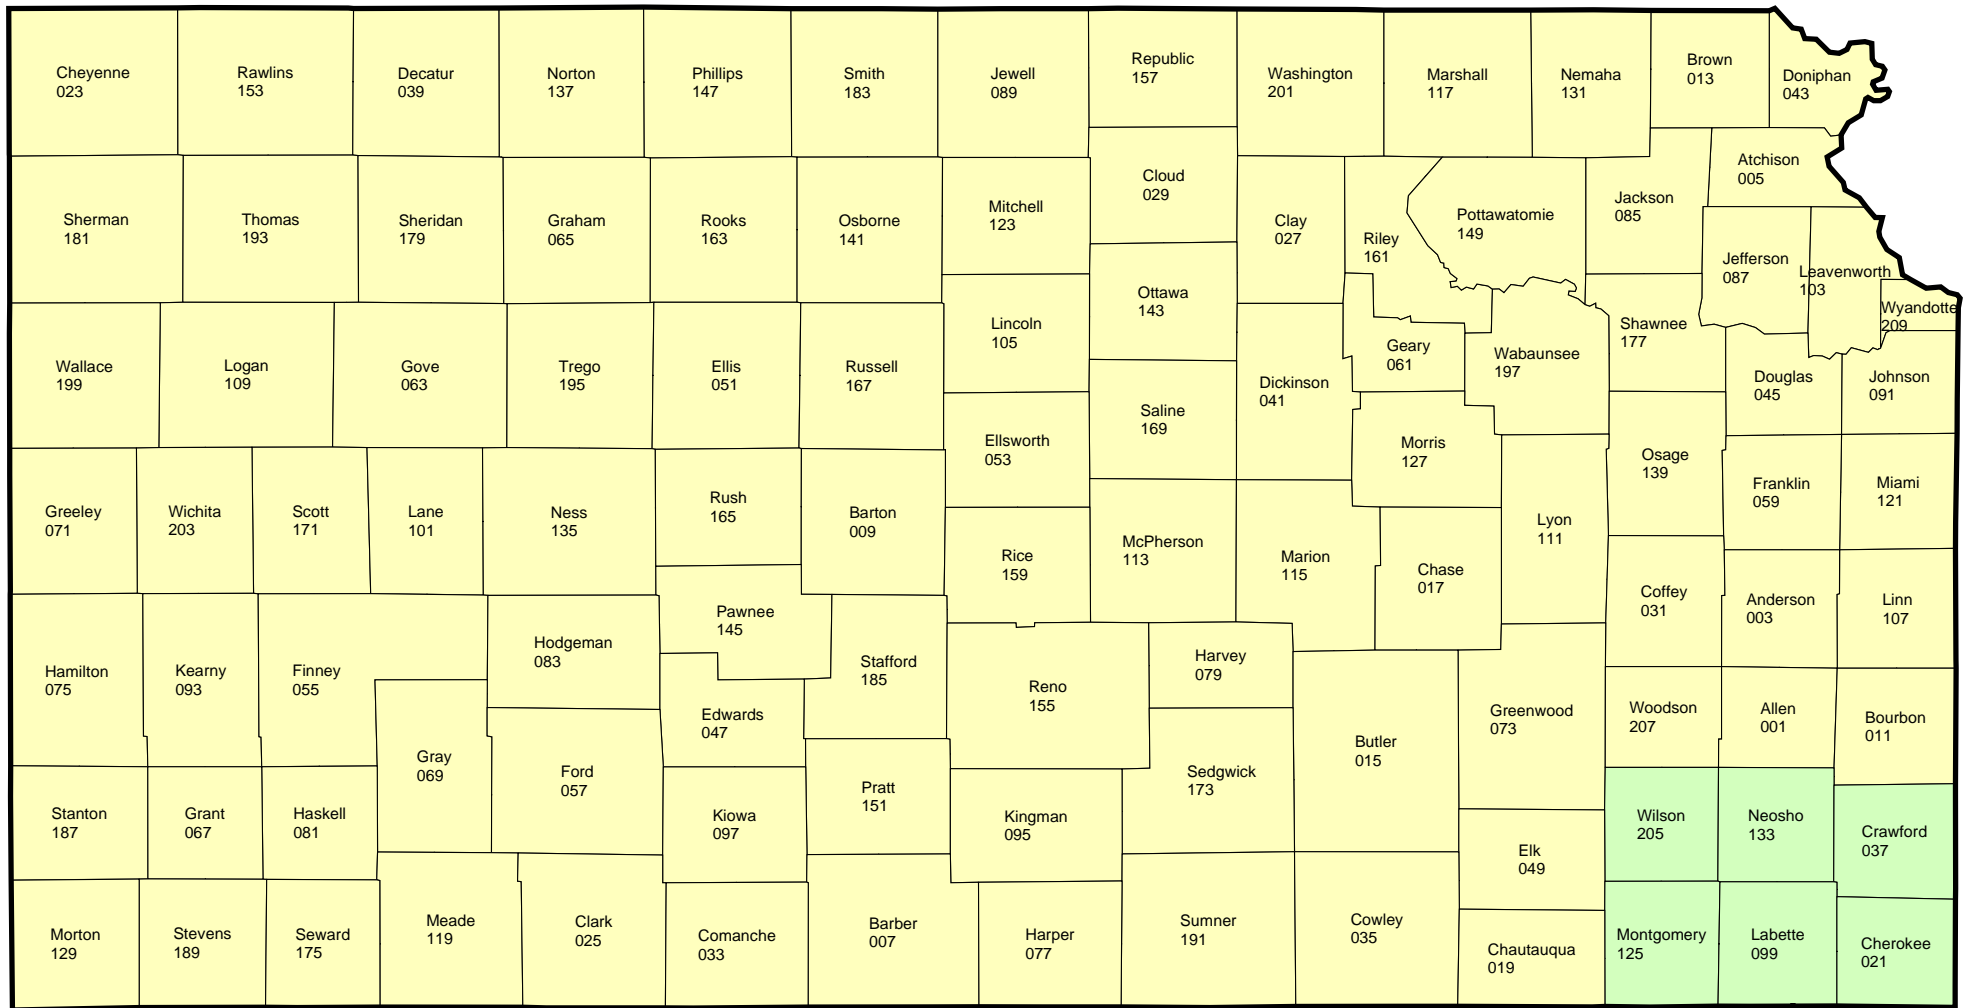 Cheyenne
023
Rawlins
153
Decatur
039
Norton
137
Phillips
147
Smith
183
Jewell
089
Republic
157
Washington
201
Marshall
117
Nemaha
131
Brown
013
Doniphan
043
Sherman
181
Thomas
193
Sheridan
179
Graham
065
Rooks
163
Osborne
141
Mitchell
123
Cloud
029
Clay
027
Riley
161
Pottawatomie
149
Jackson
085
Atchison
005
Jefferson
087
Leavenworth
103
Wyandotte
209
Wallace
199
Logan
109
Gove
063
Trego
195
Ellis
051
Russell
167
Lincoln
105
Ottawa
143
Saline
169
Dickinson
041
Geary
061
Wabaunsee
197
Shawnee
177
Douglas
045
Johnson
091
Greeley
071
Wichita
203
Scott
171
Lane
101
Ness
135
Rush
165
Barton
009
Ellsworth
053
Rice
159
McPherson
113
Marion
115
Morris
127
Chase
017
Lyon
111
Osage
139
Franklin
059
Miami
121
Hamilton
075
Kearny
093
Finney
055
Hodgeman
083
Pawnee
145
Edwards
047
Stafford
185
Reno
155
Harvey
079
Butler
015
Greenwood
073
Coffey
031
Anderson
003
Linn
107
Woodson
207
Allen
001
Bourbon
011
Stanton
187
Grant
067
Haskell
081
Gray
069
Ford
057
Kiowa
097
Pratt
151
Kingman
095
Sedgwick
173
Elk
049
Wilson
205
Neosho
133
Crawford
037
Morton
129
Stevens
189
Seward
175
Meade
119
Clark
025
Comanche
033
Barber
007
Harper
077
Sumner
191
Cowley
035
Chautauqua
019
Montgomery
125
Labette
099
Cherokee
021